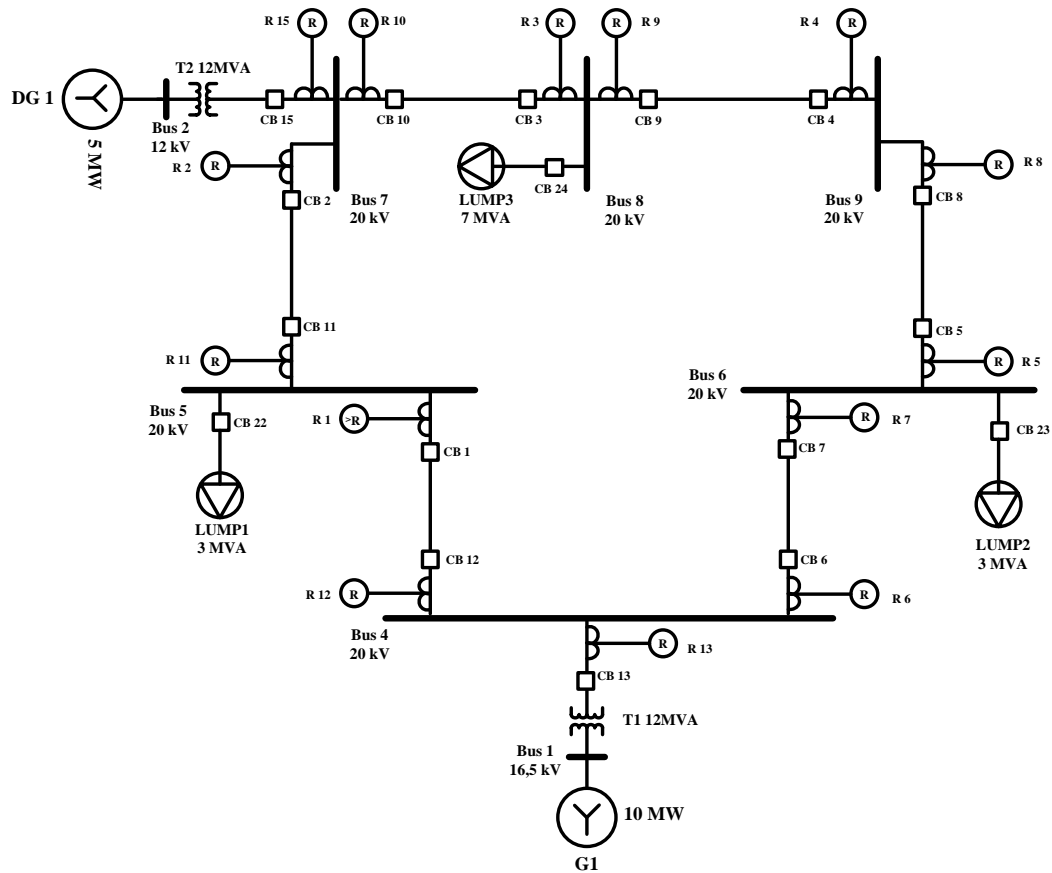 R 15
R
R
R 10
R 3
R
R
R 9
R 4
R
T2 12MVA
DG 1
CB 15
CB 10
CB 3
CB 9
CB 4
Bus 2
12 kV
5 MW
R 2
R
CB 2
Bus 7
20 kV
LUMP3
7 MVA
CB 24
Bus 8
20 kV
Bus 9
20 kV
R
R 8
CB 8
CB 11
R 11
R
CB 5
R
R 5
Bus 5
20 kV
CB 22
R 1
>R
CB 1
Bus 6
20 kV
R
R 7
CB 7
CB 23
LUMP1
3 MVA
LUMP2
3 MVA
CB 12
R 12
R
CB 6
R
R 6
Bus 4
20 kV
R
R 13
CB 13
T1 12MVA
Bus 1
16,5 kV
10 MW
G1